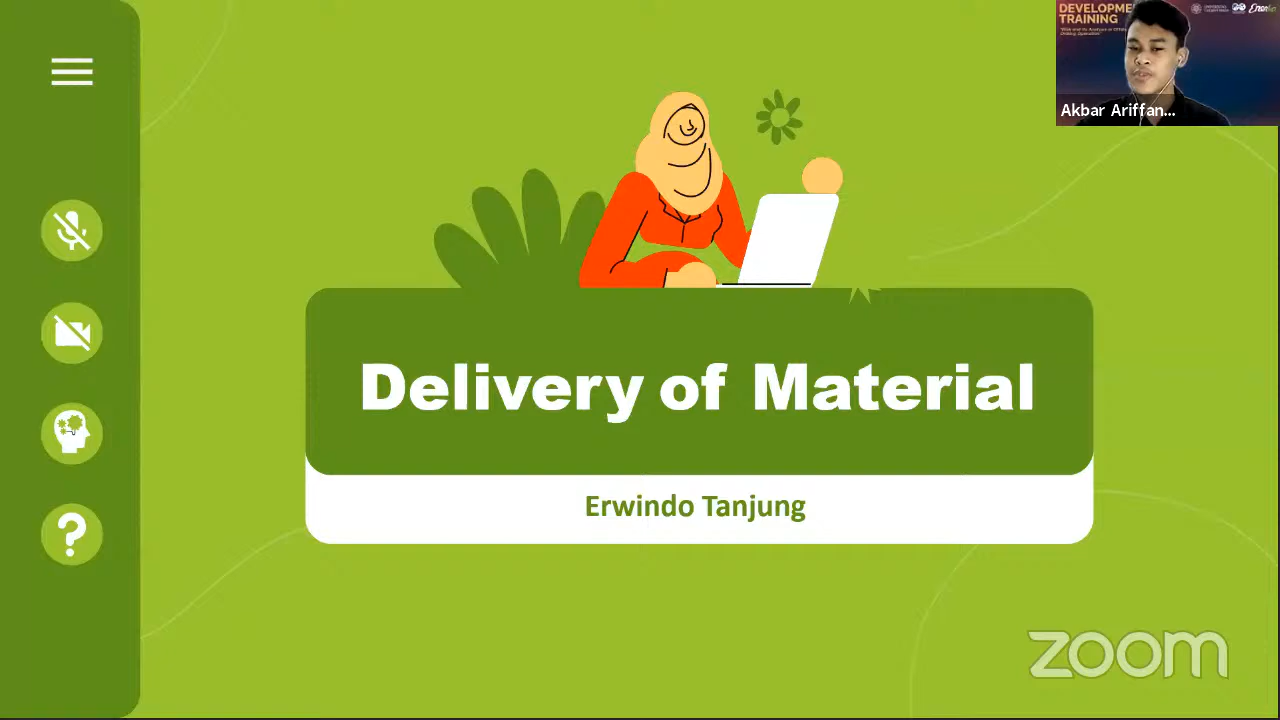 DEVELOPME
TRAINING
Akbar Ariffan...
Delivery of Material
Erwindo Tanjung
zoom